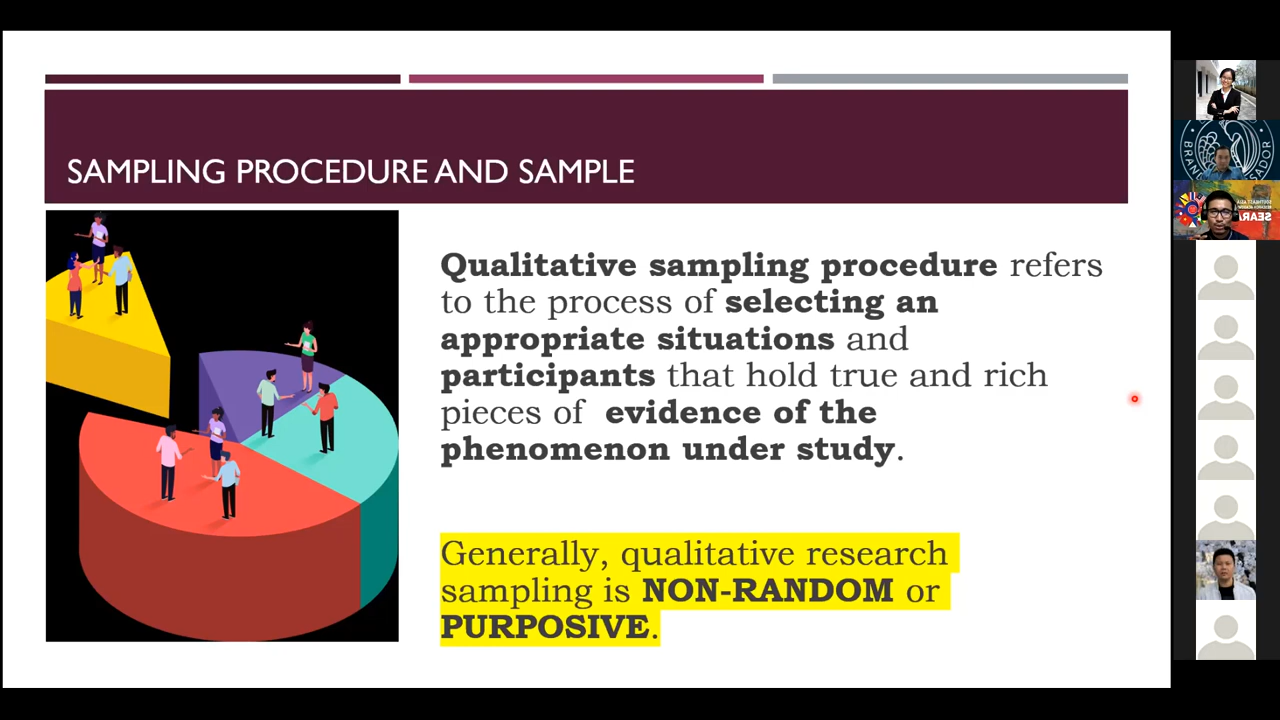 SAMPLING PROCEDURE AND SAMPLE
Qualitative sampling procedure refers
to the process of selecting an
appropriate situations and
participants that hold true and rich
pieces of evidence of the
phenomenon under study.
Generally, qualitative research
sampling is NON-RANDOM or
PURPOSIVE.